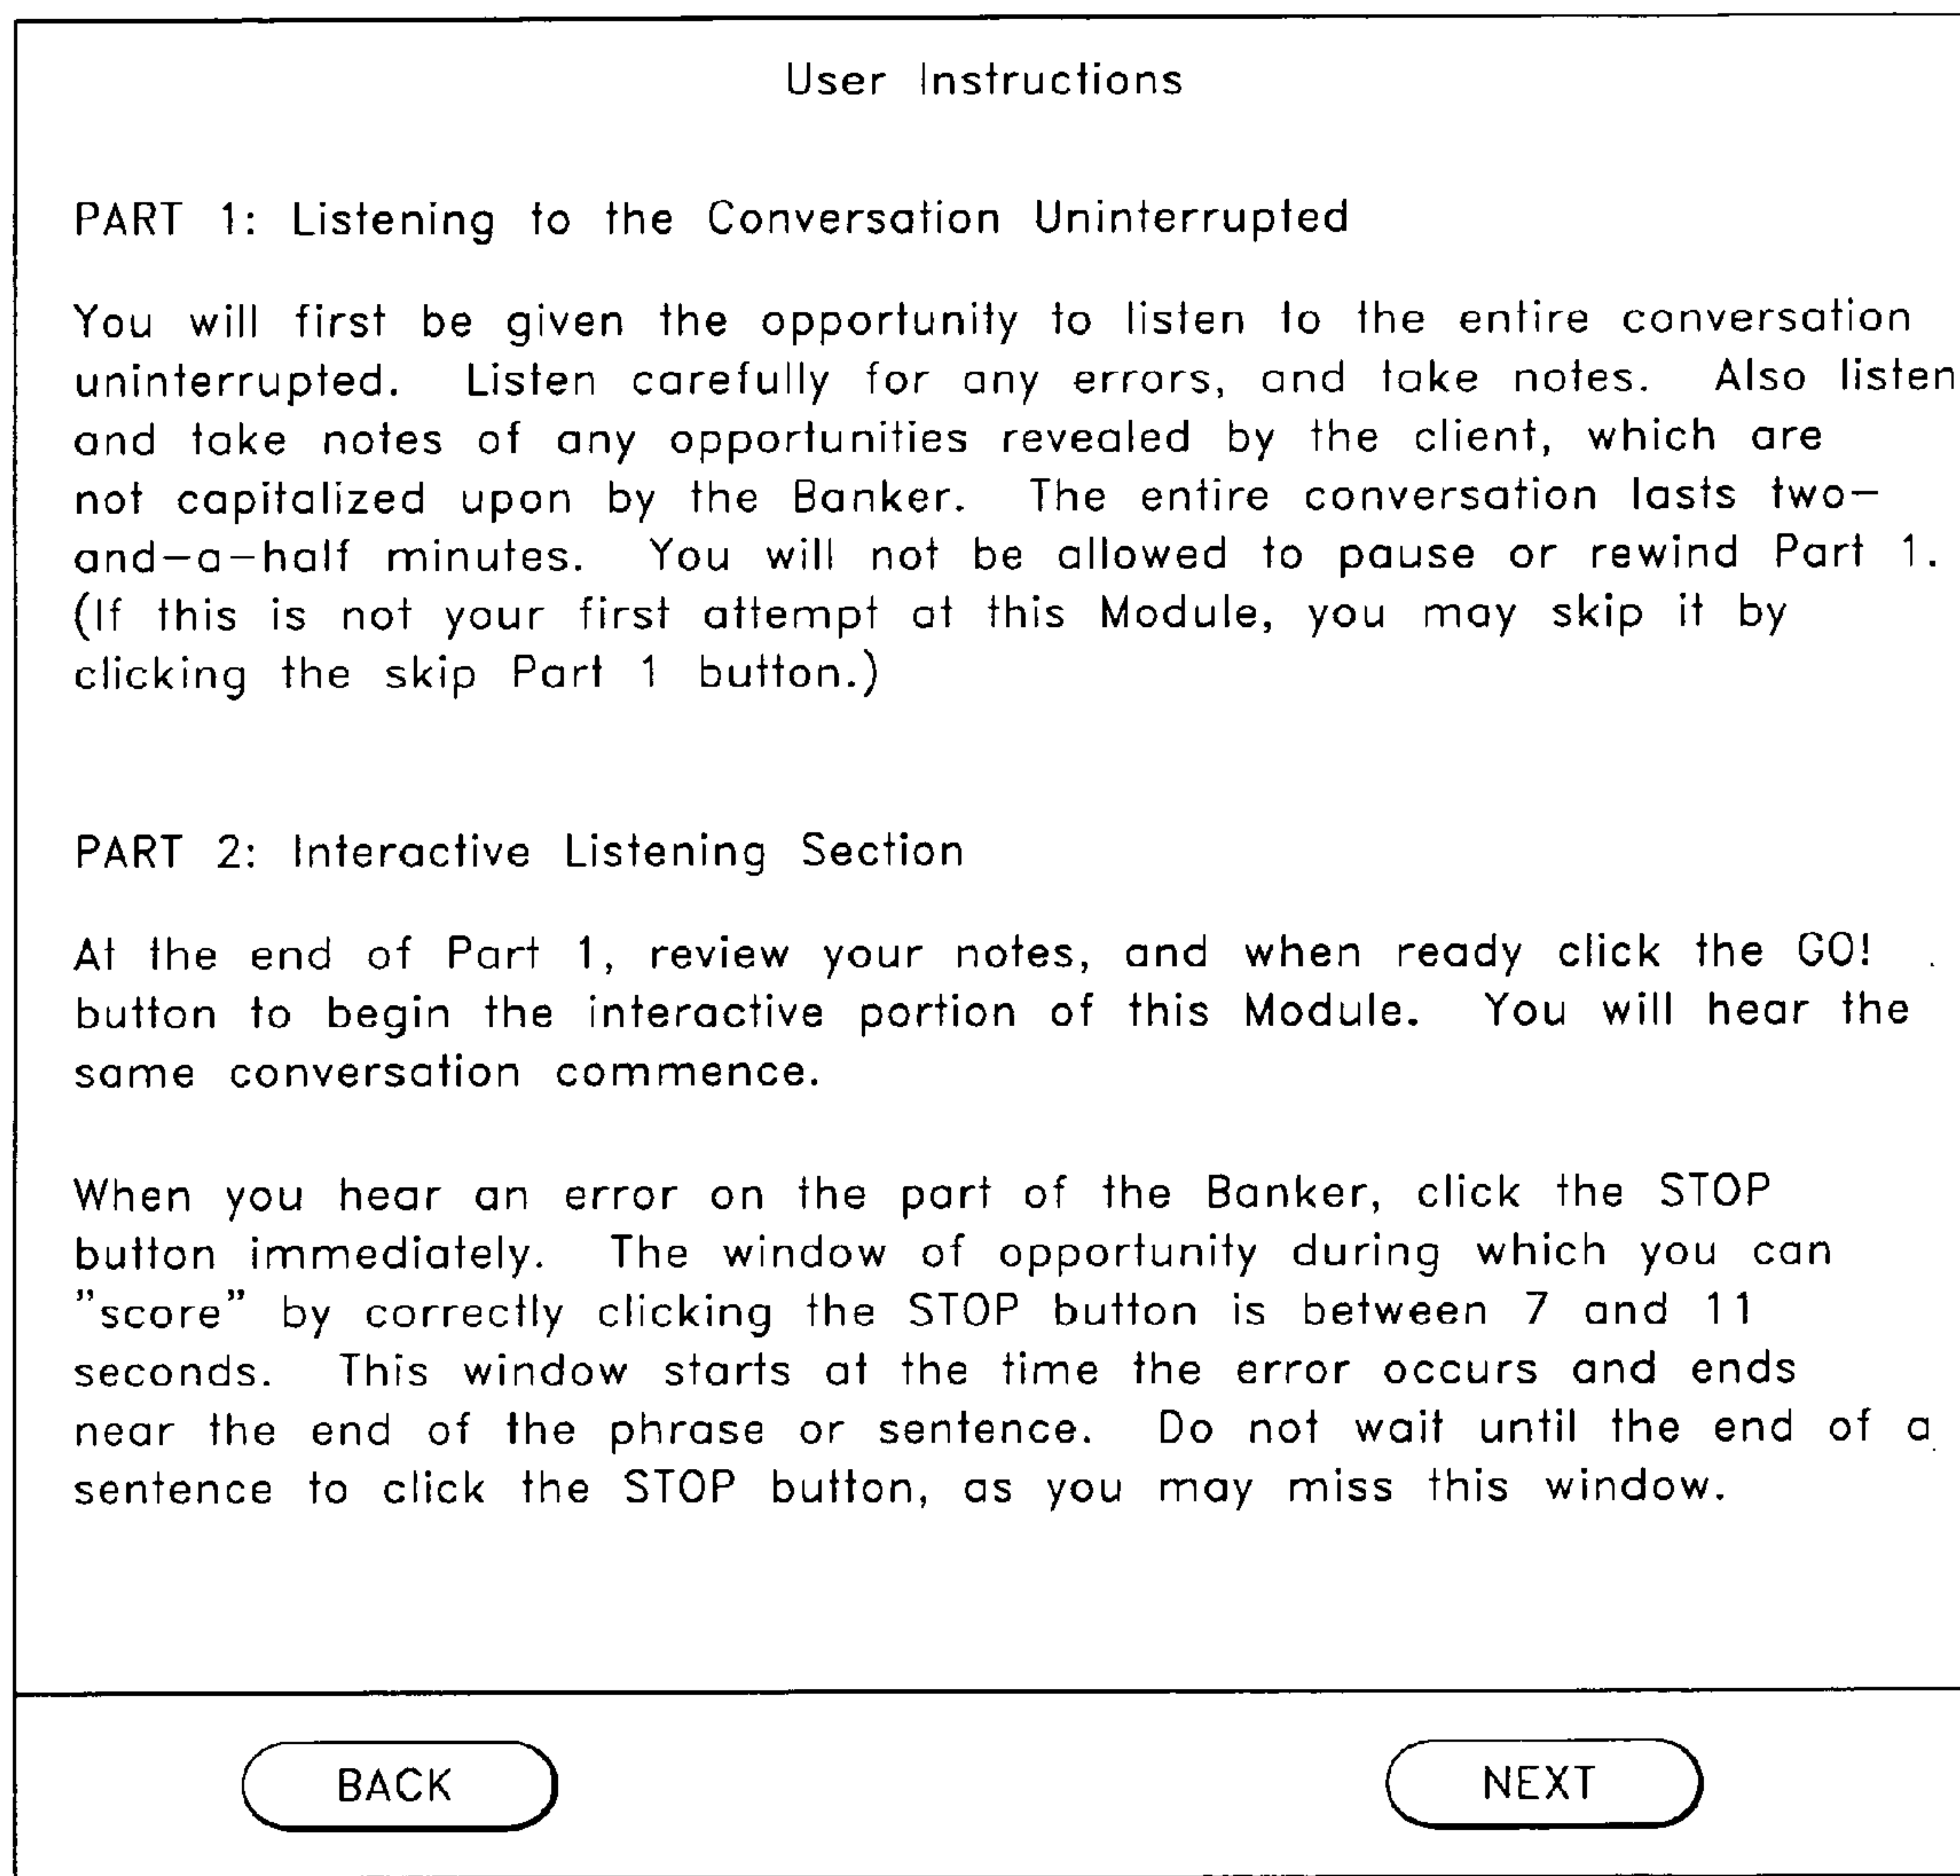 User Instructions
PART 1: Listening to the Conversation Uninterrupted
You will first be given the opportunity to listen to the entire conversation
uninterrupted. Listen carefully for any errors, and take notes. Also listen
and take notes of any opportunities revealed by the client, which are
not capitalized upon by the Banker. The entire conversation lasts two-
and-a-half minutes. You will not be allowed to pause or rewind Part 1.
(If this is not your first attempt at this Module, you may skip it by
clicking the skip Part 1 button.)
PART 2: Interactive Listening Section
At the end of Part 1, review your notes, and when ready click the GO!
button to begin the interactive portion of this Module. You will hear the
same conversation commence.
When you hear an error on the part of the Banker, click the STOP
button immediately. The window of opportunity during which you can
"score" by correctly clicking the STOP button is between 7 and 11
seconds. This window starts at the time the error occurs and ends
near the end of the phrase or sentence. Do not wait until the end of a
sentence to click the STOP button, as you may miss this window.
BACK
NEXT